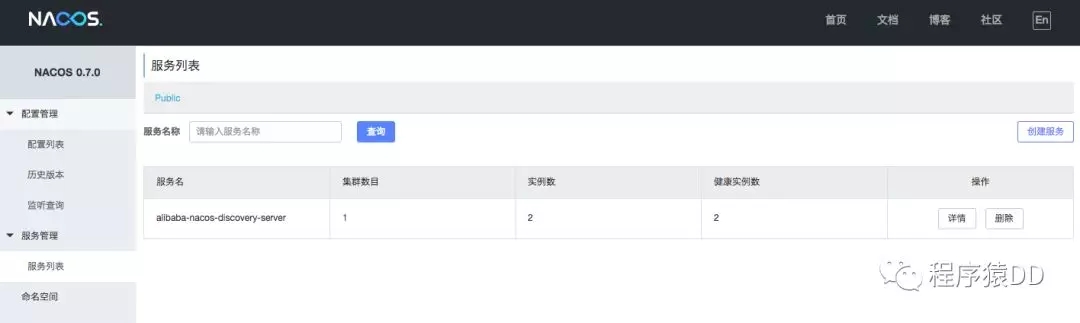 NACOS.
首页 文档 博客 社区 En
NACOS 0.7.0
配置管理
配置列表
历史版本
监听查询
服务管理
服务列表
命名空间
服务列表
Public
服务名称 请输入服务名称 查询 创建服务
服务名 集群数目 实例数 健康实例数 操作
alibaba-nacos-discovery-server 1 2 2 详情 删除
程序猿DD